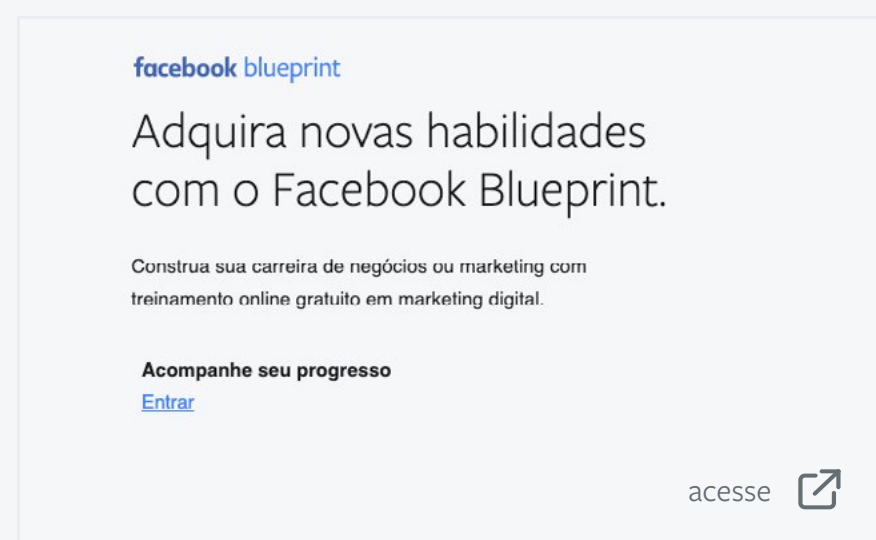 facebook blueprint
Adquira novas habilidades
com o Facebook Blueprint.
Construa sua carreira de negócios ou marketing com
treinamento online gratuito em marketing digital.
Acompanhe seu progresso
Entrar
acesse